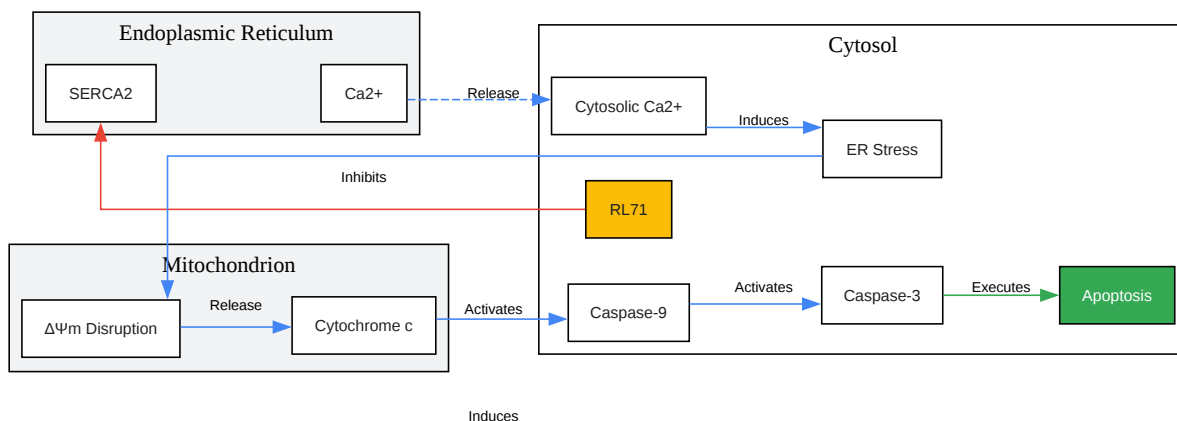 Endoplasmic Reticulum
Cytosol
SERCA2
Ca2+
Release
Cytosolic Ca2+
Induces
ER Stress
Inhibits
RL71
Mitochondrion
ΔΨm Disruption
Release
Cytochrome c
Activates
Caspase-9
Activates
Caspase-3
Executes
Apoptosis
Induces